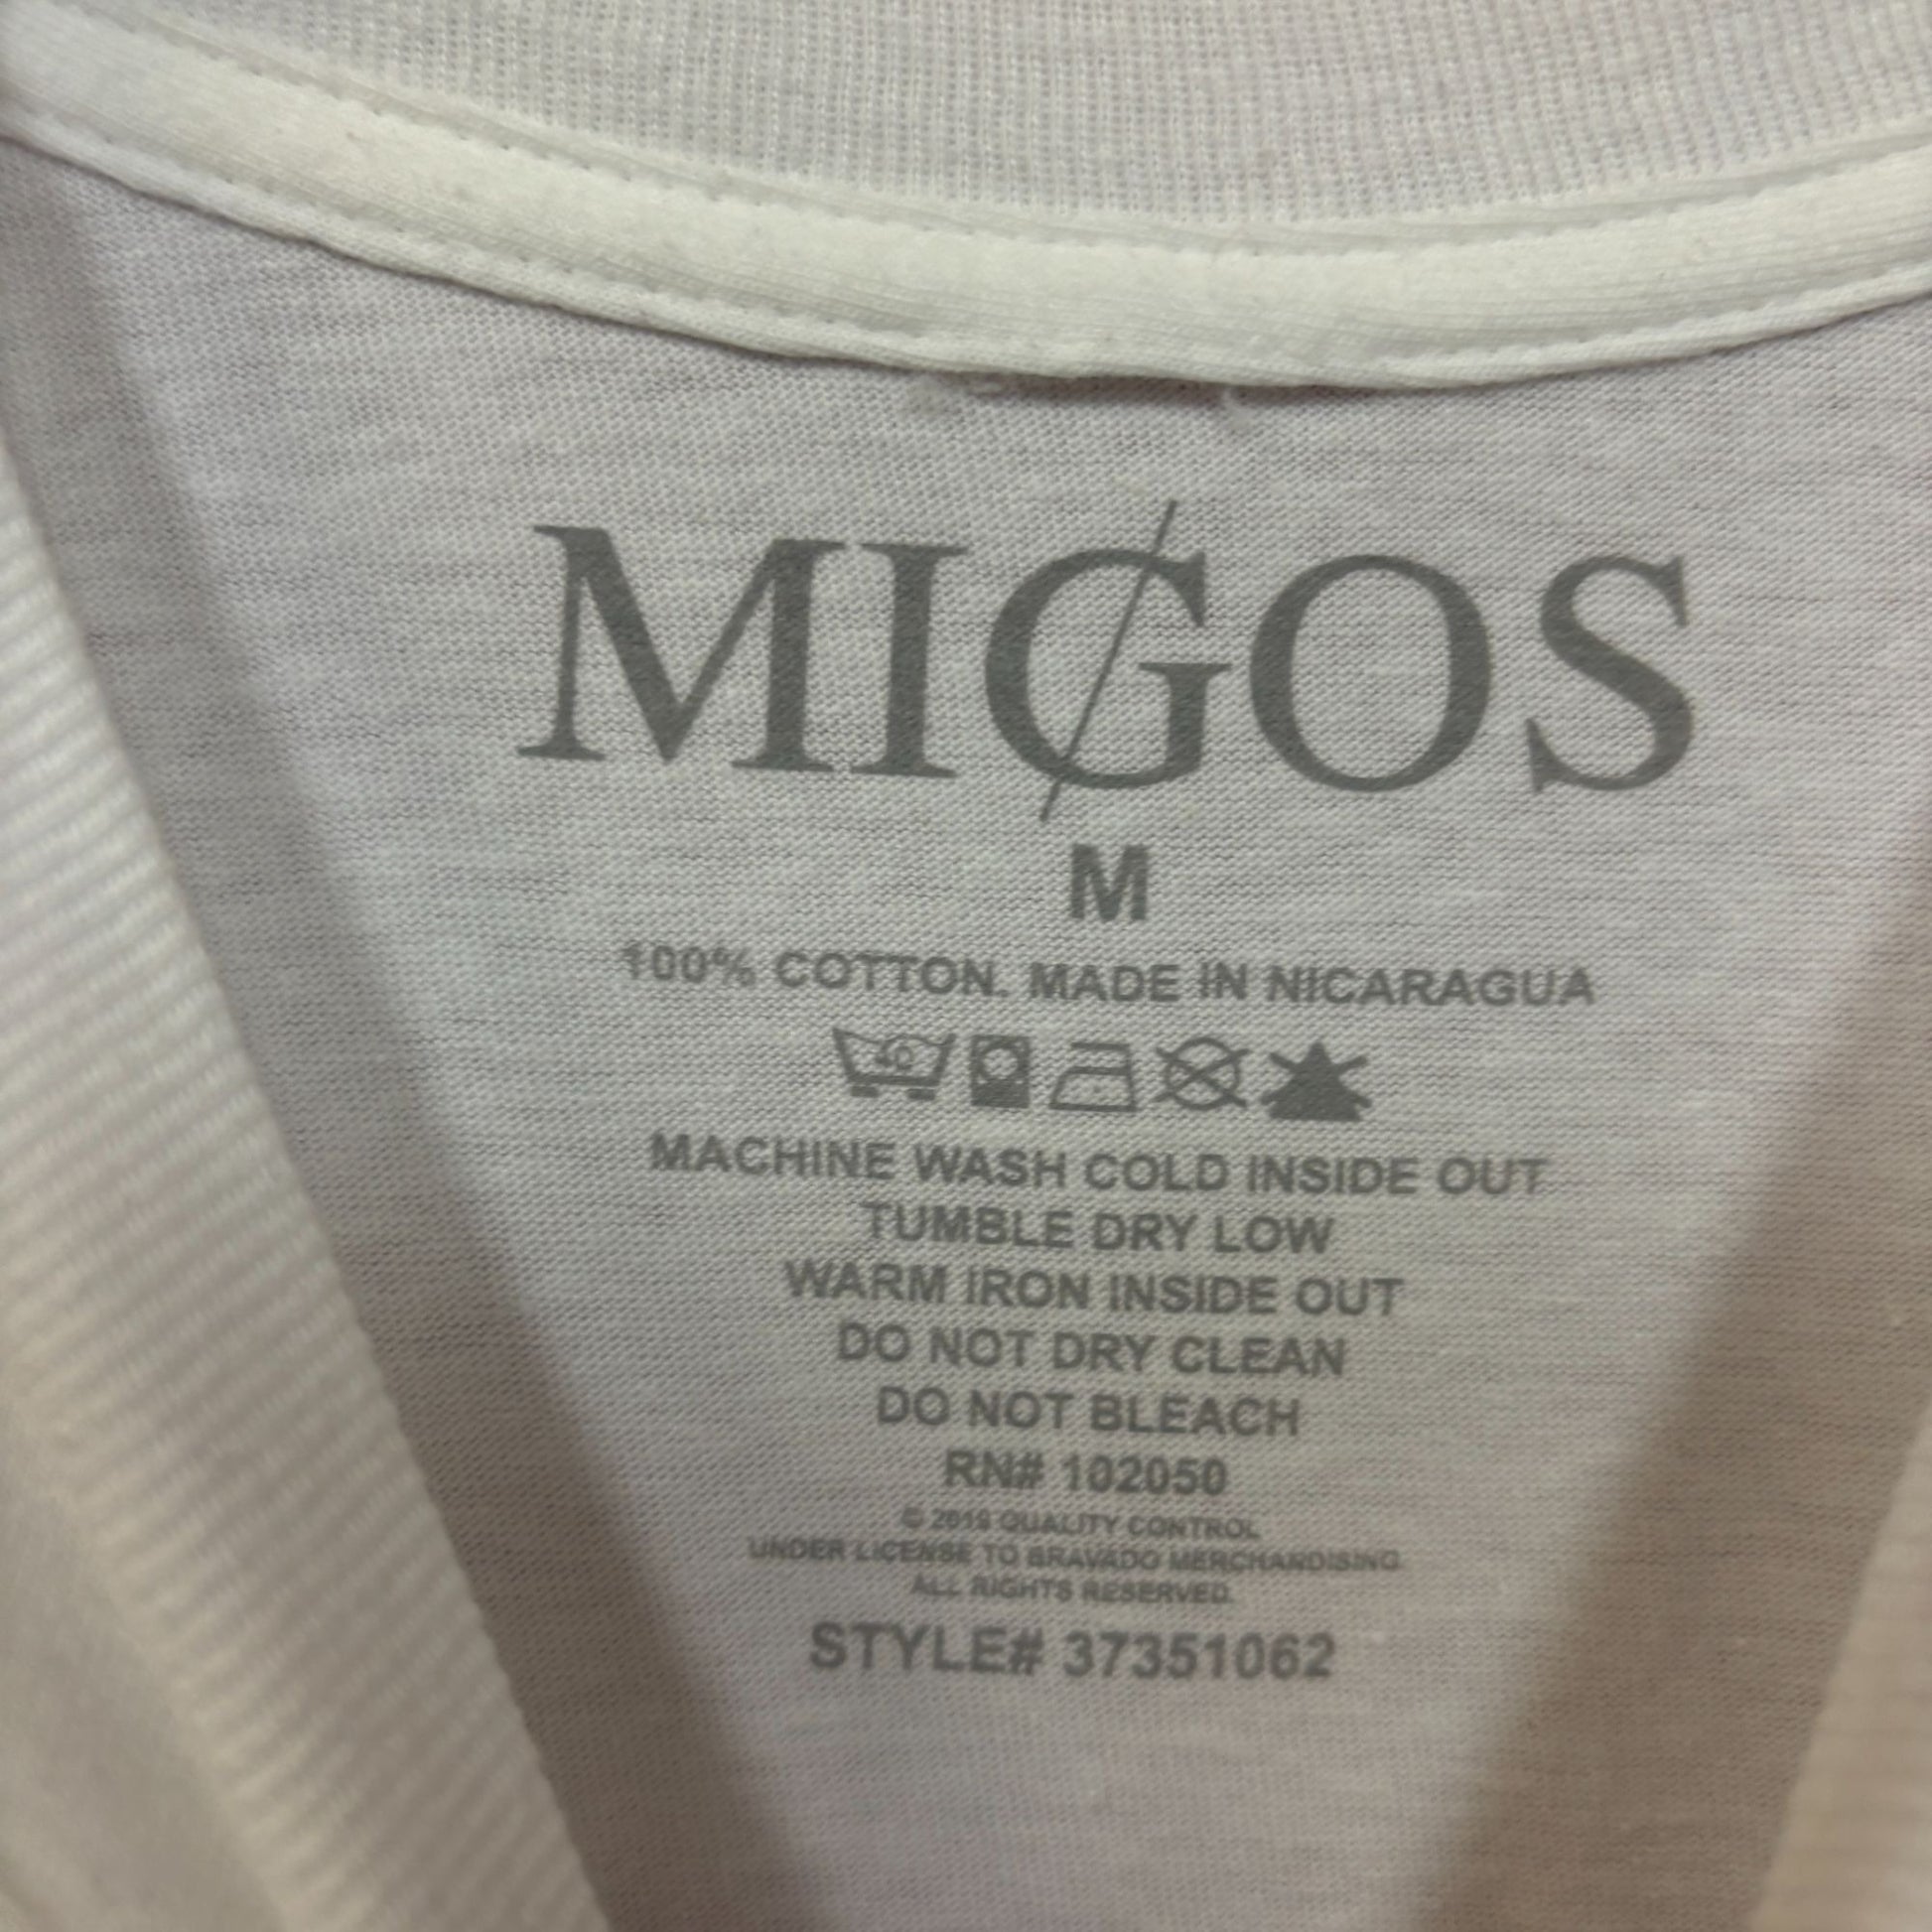 MIGOS
M
100% COTTON. MADE IN NICARAGUA
40
MACHINE WASH COLD INSIDE OUT
TUMBLE DRY LOW
WARM IRON INSIDE OUT
DO NOT DRY CLEAN
DO NOT BLEACH
RN# 102050
© QUALITY CONTROL
UNDER LICENSE TO BRAVADO MERCHANDISING.
ALL RIGHTS RESERVED.
STYLE# 37351062